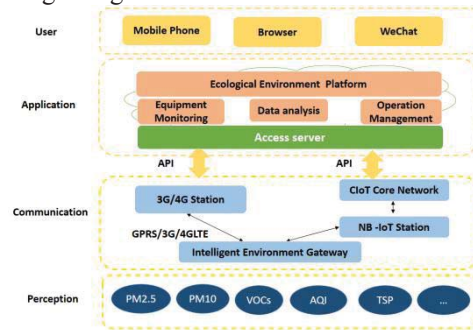 User
Mobile Phone
Browser
WeChat
Application
Ecological Environment Platform
Equipment
Monitoring
Data analysis
Operation
Management
Access server
API
API
Communication
3G/4G Station
CIoT Core Network
GPRS/3G/4GLTE
NB -IoT Station
Intelligent Environment Gateway
Perception
PM2.5
PM10
VOCs
AQI
TSP
...